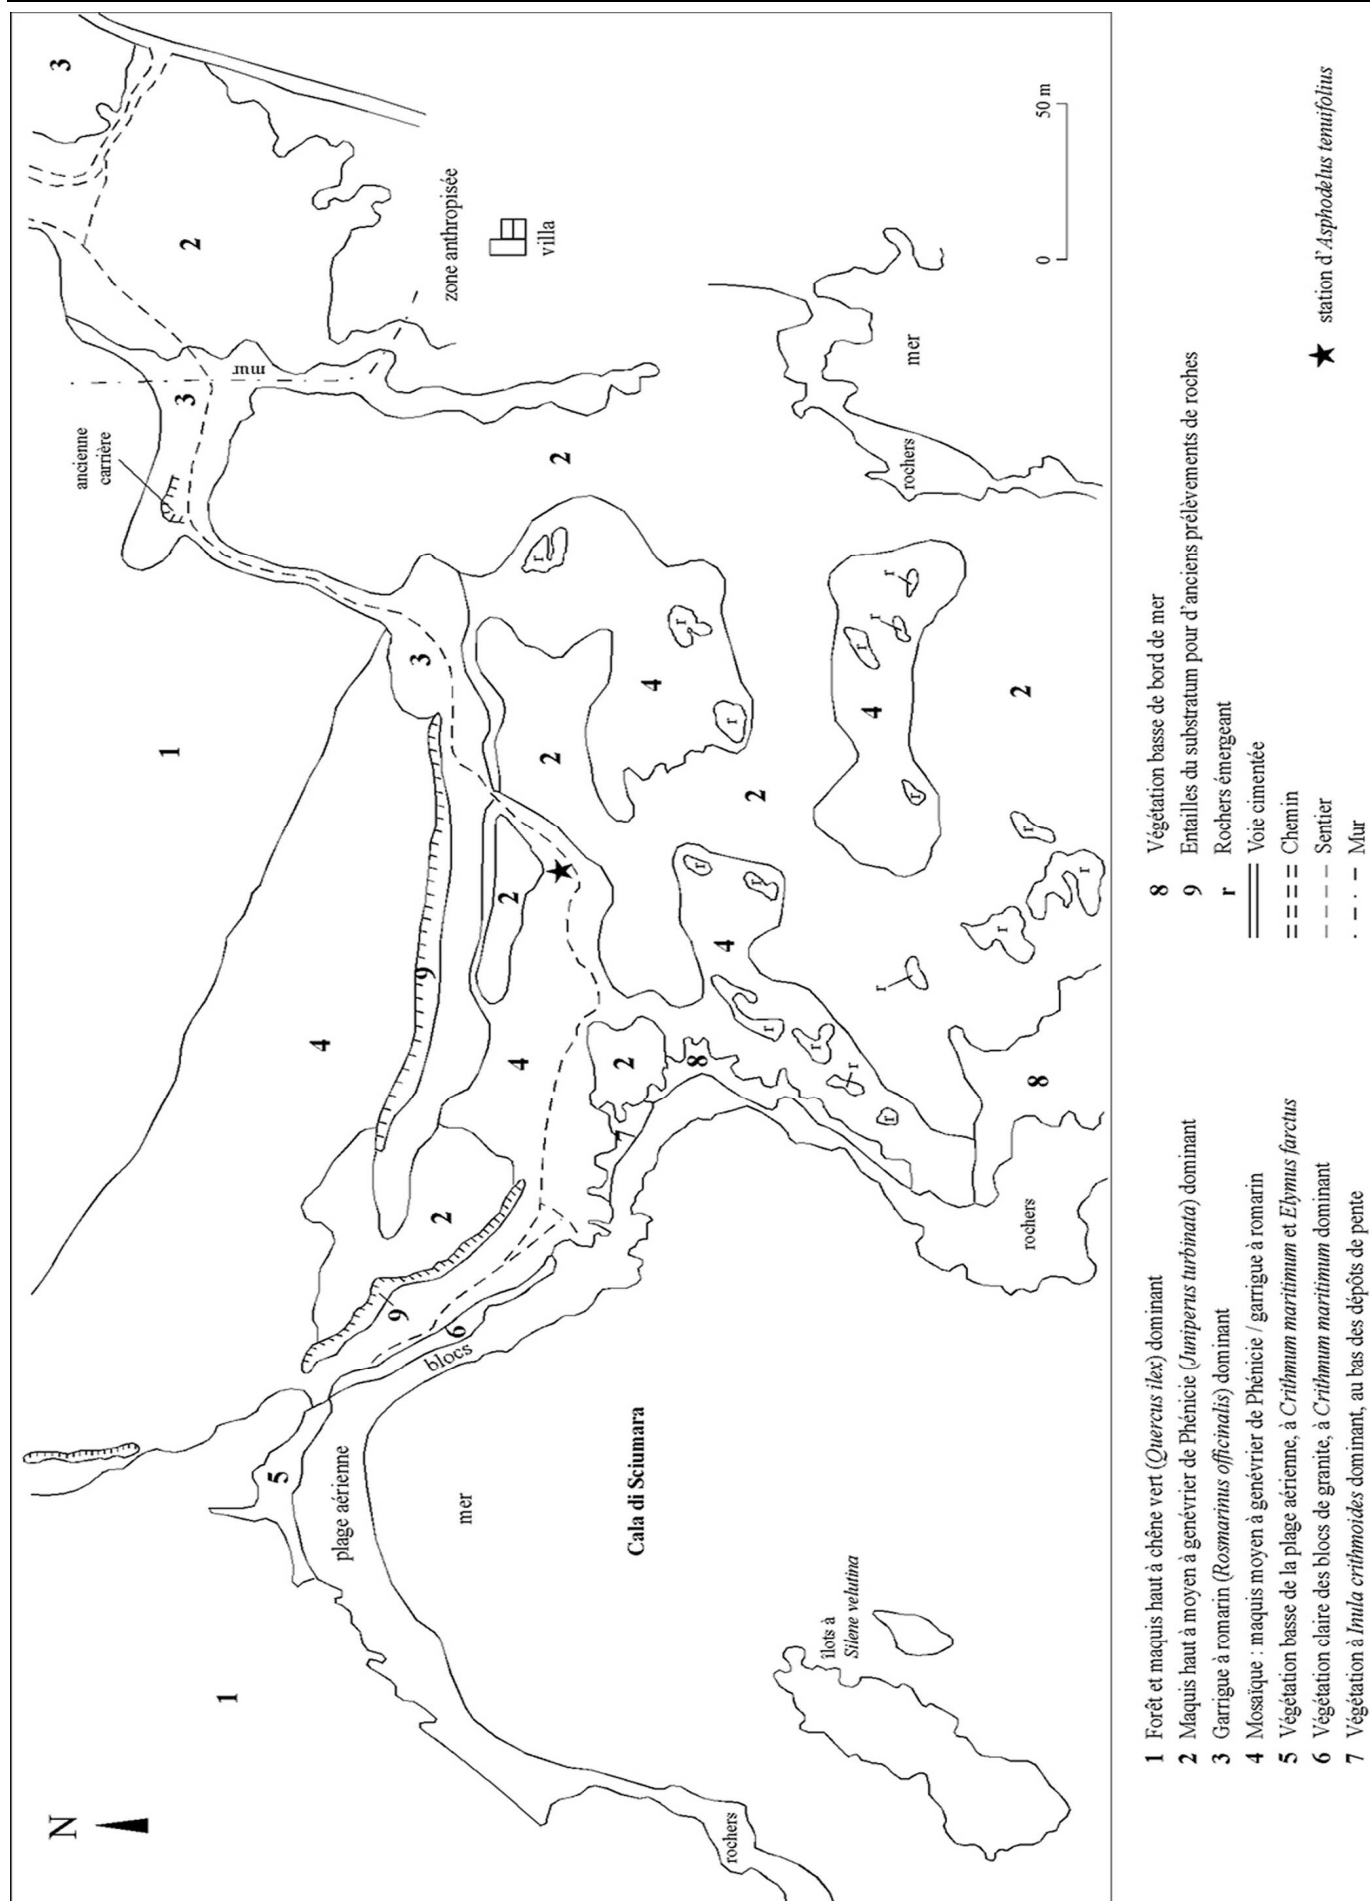 N
3
ancienne
carrière
1
3
2
1
mur
5
4
plage aérienne
9
3
9
2
blocs
zone anthropisée
6
mer
2
4
r
villa
2
2
7
2
Cala di Sciumara
4
r
8
r
4
r
rochers
r
2
r
r
îlots à
Silene velutina
r
r
4
r
r
r
r
rochers
mer
r
r
2
r
rochers
8
0 50 m
r
1 Forêt et maquis haut à chêne vert (Quercus ilex) dominant
2 Maquis haut à moyen à genévrier de Phénicie (Juniperus turbinata) dominant
3 Garrigue à romarin (Rosmarinus officinalis) dominant
4 Mosaïque : maquis moyen à genévrier de Phénicie / garrigue à romarin
5 Végétation basse de la plage aérienne, à Crithmum maritimum et Elymus farctus
6 Végétation claire des blocs de granite, à Crithmum maritimum dominant
7 Végétation à Inula crithmoides dominant, au bas des dépôts de pente
8 Végétation basse de bord de mer
9 Entailles du substratum pour d'anciens prélèvements de roches
r Rochers émergeant
Voie cimentée
Chemin
Sentier
Mur
station d'Asphodelus tenuifolius